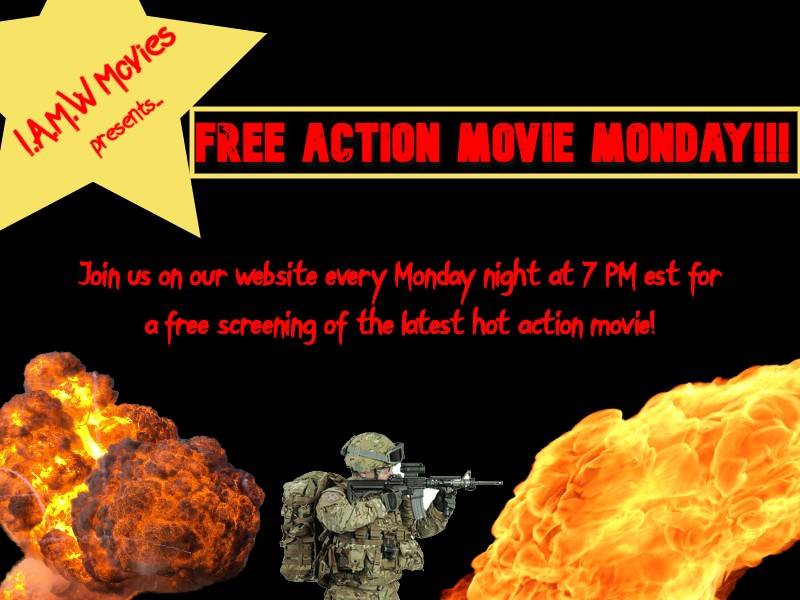 I.A.M.W Movies
presents...
FREE ACTION MOVIE MONDAY!!!
Join us on our website every Monday night at 7 PM est for
a free screening of the latest hot action movie!